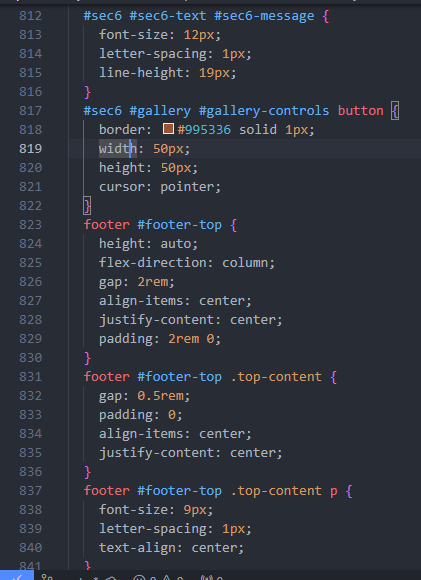 812 #sec6 #sec6-text #sec6-message {
813 font-size: 12px;
814 letter-spacing: 1px;
815 line-height: 19px;
816 }
817 #sec6 #gallery #gallery-controls button {
818 border: #995336 solid 1px;
819 width: 50px;
820 height: 50px;
821 cursor: pointer;
822 }
823 footer #footer-top {
824 height: auto;
825 flex-direction: column;
826 gap: 2rem;
827 align-items: center;
828 justify-content: center;
829 padding: 2rem 0;
830 }
831 footer #footer-top .top-content {
832 gap: 0.5rem;
833 padding: 0;
834 align-items: center;
835 justify-content: center;
836 }
837 footer #footer-top .top-content p {
838 font-size: 9px;
839 letter-spacing: 1px;
840 text-align: center;
841 }